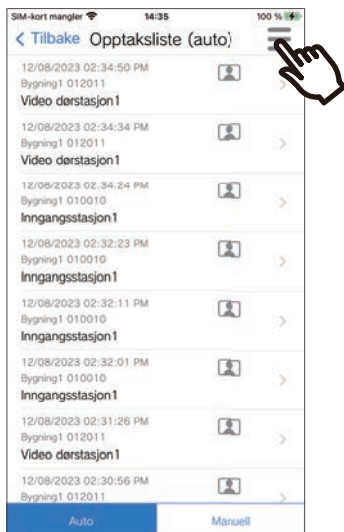 SIM-kort mangler 14:35 100 %
Tilbake Opptaksliste (auto)
12/08/2023 02:34:50 PM
Bygning1 012011
Video dørstasjon1
12/08/2023 02:34:34 PM
Bygning1 012011
Video dørstasjon1
12/08/2023 02:34:24 PM
Bygning1 010010
Inngangsstasjon1
12/08/2023 02:32:23 PM
Bygning1 010010
Inngangsstasjon1
12/08/2023 02:32:11 PM
Bygning1 010010
Inngangsstasjon1
12/08/2023 02:32:01 PM
Bygning1 010010
Inngangsstasjon1
12/08/2023 02:31:26 PM
Bygning1 012011
Video dørstasjon1
12/08/2023 02:30:56 PM
Bygning1 012011
Auto Manuell